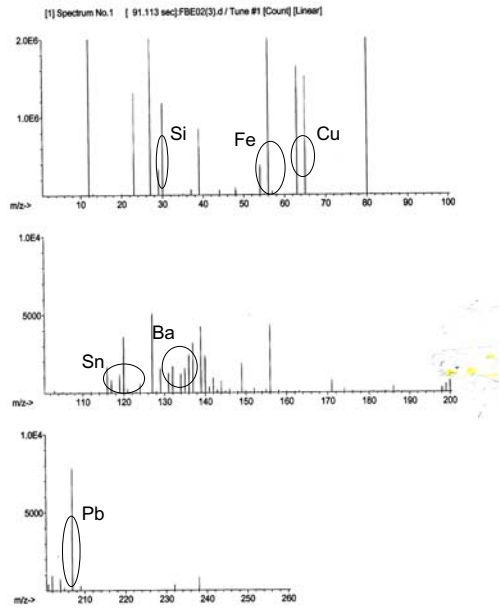 [1] Spectrum No.1 [ 91.113 sec]:FBE02(3).d / Tune #1 [Count] [Linear]
2.0E6
1.0E6
Si
Fe
Cu
m/z-> 10 20 30 40 50 60 70 80 90 100
1.0E4
5000
Sn
Ba
m/z-> 110 120 130 140 150 160 170 180 190 200
1.0E4
5000
Pb
m/z-> 210 220 230 240 250 260